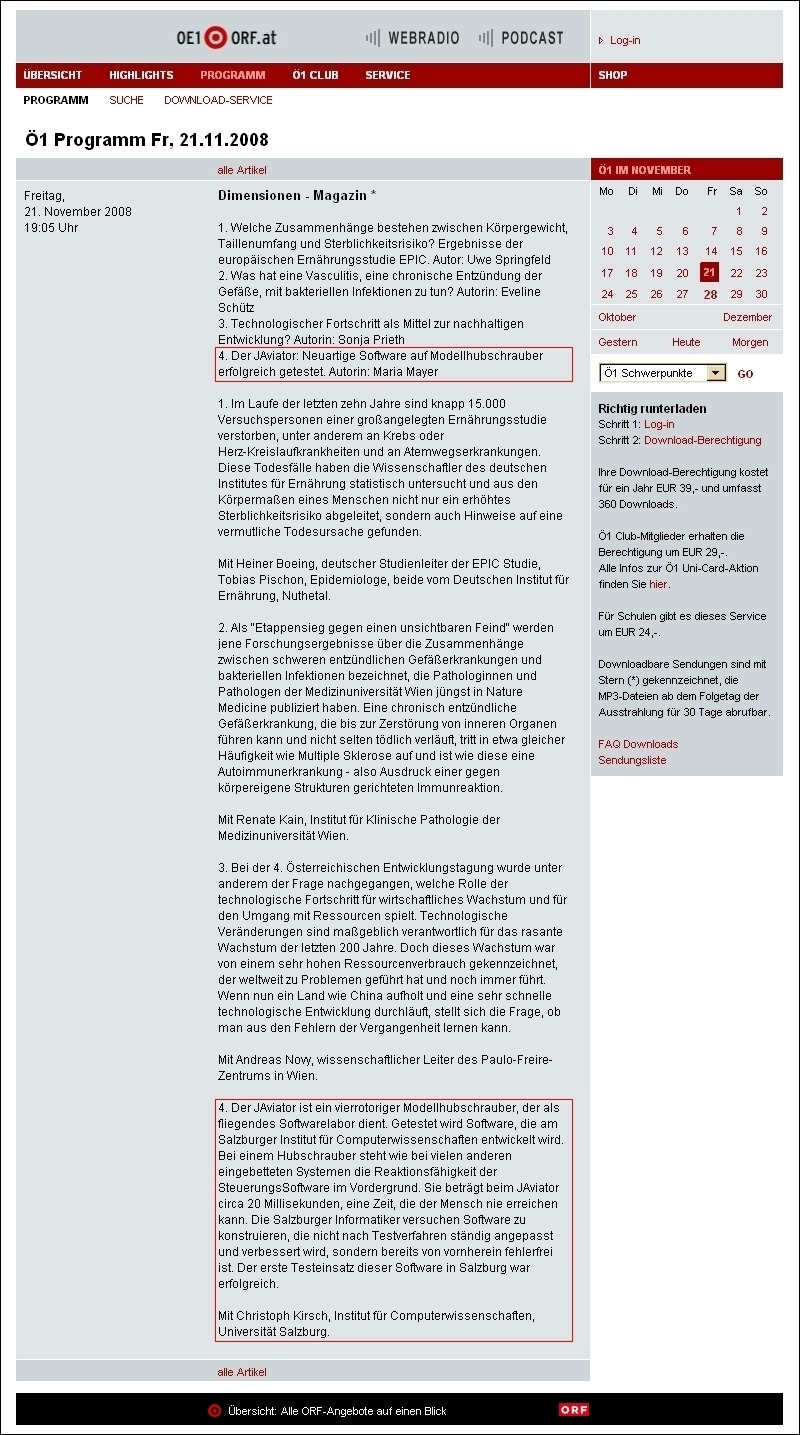 OE1 ORF.at
WEBRADIO
PODCAST
Log-in
ÜBERSICHT HIGHLIGHTS PROGRAMM Ö1 CLUB SERVICE SHOP
PROGRAMM SUCHE DOWNLOAD-SERVICE
Ö1 Programm Fr, 21.11.2008
alle Artikel
Freitag,
21. November 2008
19:05 Uhr
Dimensionen - Magazin *
1. Welche Zusammenhänge bestehen zwischen Körpergewicht,
Taillenumfang und Sterblichkeitsrisiko? Ergebnisse der
europäischen Ernährungsstudie EPIC. Autor: Uwe Springfeld
2. Was hat eine Vasculitis, eine chronische Entzündung der
Gefäße, mit bakteriellen Infektionen zu tun? Autorin: Eveline
Schütz
3. Technologischer Fortschritt als Mittel zur nachhaltigen
Entwicklung? Autorin: Sonja Prieth
4. Der JAviator: Neuartige Software auf Modellhubschrauber
erfolgreich getestet. Autorin: Maria Mayer
1. Im Laufe der letzten zehn Jahre sind knapp 15.000
Versuchspersonen einer großangelegten Ernährungsstudie
verstorben, unter anderem an Krebs oder
Herz-Kreislaufkrankheiten und an Atemwegserkrankungen.
Diese Todesfälle haben die Wissenschaftler des deutschen
Institutes für Ernährung statistisch untersucht und aus den
Körpermaßen eines Menschen nicht nur ein erhöhtes
Sterblichkeitsrisiko abgeleitet, sondern auch Hinweise auf eine
vermutliche Todesursache gefunden.
Mit Heiner Boeing, deutscher Studienleiter der EPIC Studie,
Tobias Pischon, Epidemiologe, beide vom Deutschen Institut für
Ernährung, Nuthetal.
2. Als "Etappensieg gegen einen unsichtbaren Feind" werden
jene Forschungsergebnisse über die Zusammenhänge
zwischen schweren entzündlichen Gefäßerkrankungen und
bakteriellen Infektionen bezeichnet, die Pathologinnen und
Pathologen der Medizinuniversität Wien jüngst in Nature
Medicine publiziert haben. Eine chronisch entzündliche
Gefäßerkrankung, die bis zur Zerstörung von inneren Organen
führen kann und nicht selten tödlich verläuft, tritt in etwa gleicher
Häufigkeit wie Multiple Sklerose auf und ist wie diese eine
Autoimmunerkrankung - also Ausdruck einer gegen
körpereigene Strukturen gerichteten Immunreaktion.
Mit Renate Kain, Institut für Klinische Pathologie der
Medizinuniversität Wien.
3. Bei der 4. Österreichischen Entwicklungstagung wurde unter
anderem der Frage nachgegangen, welche Rolle der
technologische Fortschritt für wirtschaftliches Wachstum und für
den Umgang mit Ressourcen spielt. Technologische
Veränderungen sind maßgeblich verantwortlich für das rasante
Wachstum der letzten 200 Jahre. Doch dieses Wachstum war
von einem sehr hohen Ressourcenverbrauch gekennzeichnet,
der weltweit zu Problemen geführt hat und noch immer führt.
Wenn nun ein Land wie China aufholt und eine sehr schnelle
technologische Entwicklung durchläuft, stellt sich die Frage, ob
man aus den Fehlern der Vergangenheit lernen kann.
Mit Andreas Novy, wissenschaftlicher Leiter des Paulo-Freire-
Zentrums in Wien.
4. Der JAviator ist ein vierrotoriger Modellhubschrauber, der als
fliegendes Softwarelabor dient. Getestet wird Software, die am
Salzburger Institut für Computerwissenschaften entwickelt wird.
Bei einem Hubschrauber steht wie bei vielen anderen
eingebetteten Systemen die Reaktionsfähigkeit der
SteuerungsSoftware im Vordergrund. Sie beträgt beim JAviator
circa 20 Millisekunden, eine Zeit, die der Mensch nie erreichen
kann. Die Salzburger Informatiker versuchen Software zu
konstruieren, die nicht nach Testverfahren ständig angepasst
und verbessert wird, sondern bereits von vornherein fehlerfrei
ist. Der erste Testeinsatz dieser Software in Salzburg war
erfolgreich.
Mit Christoph Kirsch, Institut für Computerwissenschaften,
Universität Salzburg.
alle Artikel
Ö1 IM NOVEMBER
Mo Di Mi Do Fr Sa So
1 2
3 4 5 6 7 8 9
10 11 12 13 14 15 16
17 18 19 20 21 22 23
24 25 26 27 28 29 30
Oktober Dezember
Gestern Heute Morgen
Ö1 Schwerpunkte GO
Richtig runterladen
Schritt 1: Log-in
Schritt 2: Download-Berechtigung
Ihre Download-Berechtigung kostet
für ein Jahr EUR 39,- und umfasst
360 Downloads.
Ö1 Club-Mitglieder erhalten die
Berechtigung um EUR 29,-.
Alle Infos zur Ö1 Uni-Card-Aktion
finden Sie hier.
Für Schulen gibt es dieses Service
um EUR 24,-.
Downloadbare Sendungen sind mit
Stern (*) gekennzeichnet, die
MP3-Dateien ab dem Folgetag der
Ausstrahlung für 30 Tage abrufbar.
FAQ Downloads
Sendungsliste
Übersicht: Alle ORF-Angebote auf einen Blick
ORF